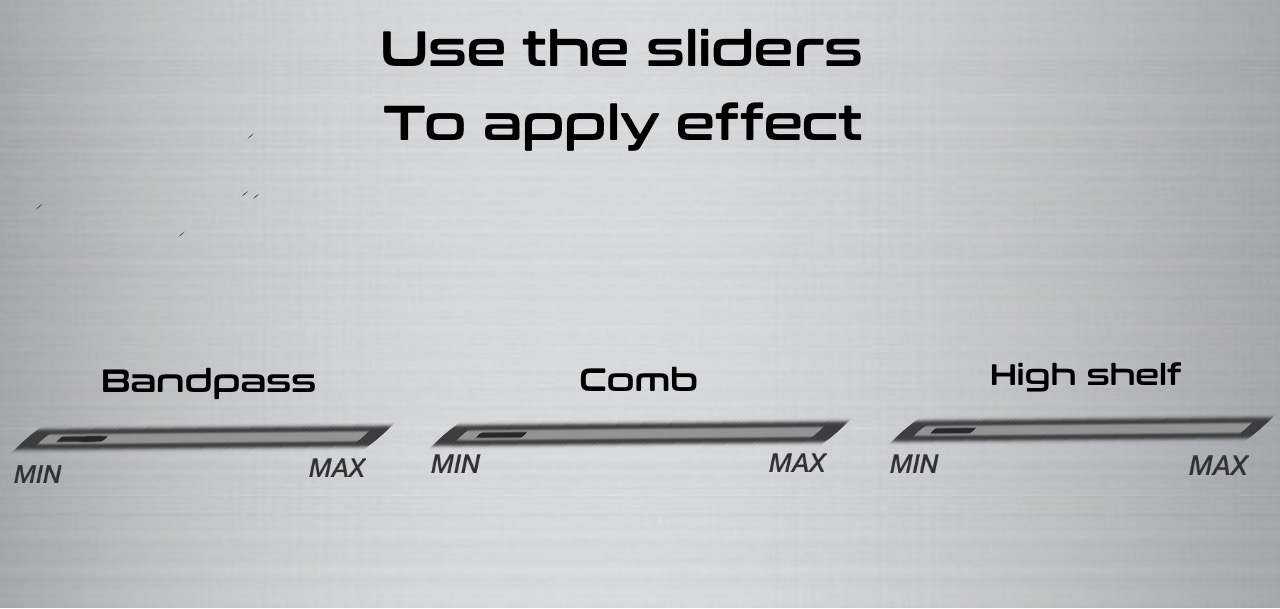 Use the sliders
To apply effect
Bandpass
Comb
High shelf
MIN
MAX
MIN
MAX
MIN
MAX